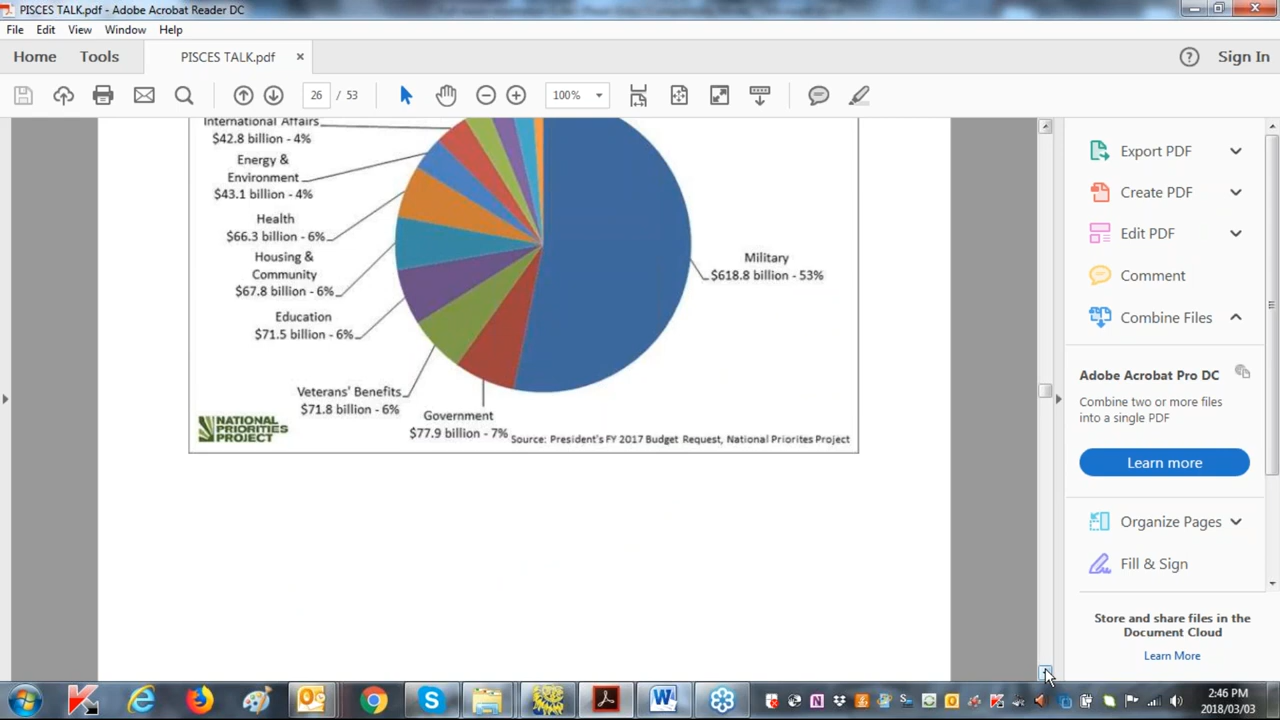 PISCES TALK.pdf - Adobe Acrobat Reader DC
File Edit View Window Help
Home Tools PISCES TALK.pdf × ? Sign In
26 / 53 100%
International Affairs
$42.8 billion - 4%
Energy &
Environment
$43.1 billion - 4%
Health
$66.3 billion - 6%
Housing &
Community
$67.8 billion - 6%
Education
$71.5 billion - 6%
Veterans' Benefits
$71.8 billion - 6%
Government
$77.9 billion - 7%
Military
$618.8 billion - 53%
NATIONAL
PRIORITIES
PROJECT
Source: President's FY 2017 Budget Request, National Priorites Project
Export PDF
Create PDF
Edit PDF
Comment
Combine Files
Adobe Acrobat Pro DC
Combine two or more files
into a single PDF
Learn more
Organize Pages
Fill & Sign
Store and share files in the
Document Cloud
Learn More
2:46 PM
2018/03/03